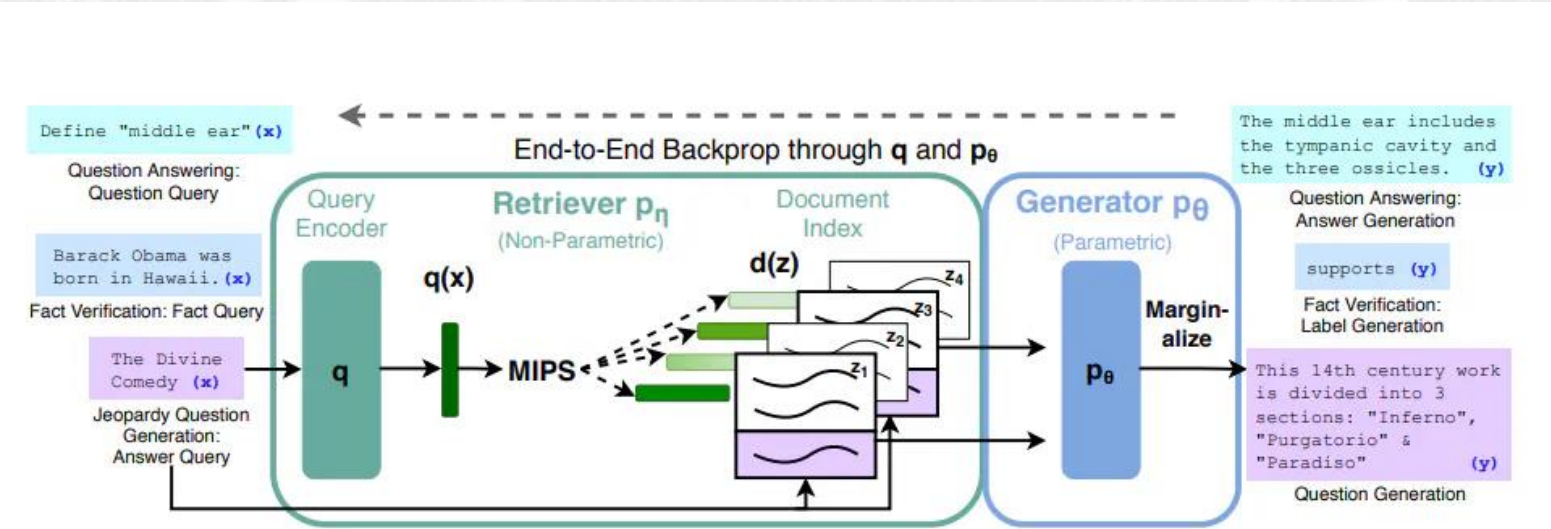 End-to-End Backprop through q and pθ
Define "middle ear" (x)
Question Answering:
Question Query
Barack Obama was
born in Hawaii. (x)
Fact Verification: Fact Query
The Divine
Comedy (x)
Jeopardy Question
Generation:
Answer Query
Query
Encoder
q
q(x)
Retriever pη
(Non-Parametric)
MIPS
Document
Index
d(z)
z4
z3
z2
z1
Generator pθ
(Parametric)
pθ
Margin-
alize
The middle ear includes
the tympanic cavity and
the three ossicles. (y)
Question Answering:
Answer Generation
supports (y)
Fact Verification:
Label Generation
This 14th century work
is divided into 3
sections: "Inferno",
"Purgatorio" &
"Paradiso" (y)
Question Generation